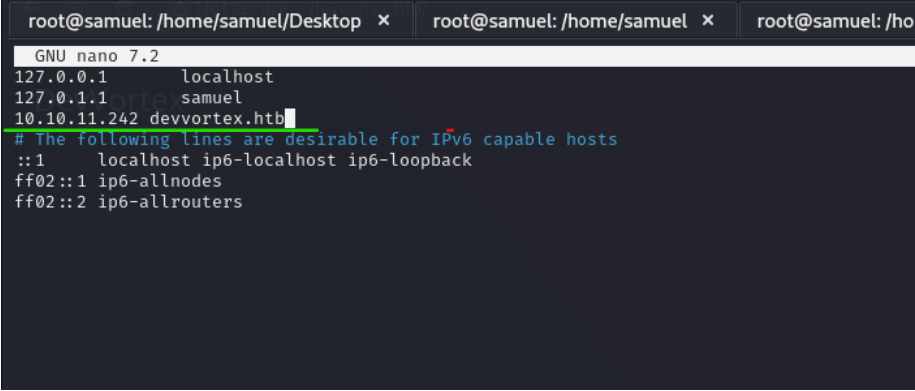 root@samuel: /home/samuel/Desktop × root@samuel: /home/samuel × root@samuel: /ho
GNU nano 7.2
127.0.0.1 localhost
127.0.1.1 samuel
10.10.11.242 devvortex.htb
# The following lines are desirable for IPv6 capable hosts
::1 localhost ip6-localhost ip6-loopback
ff02::1 ip6-allnodes
ff02::2 ip6-allrouters